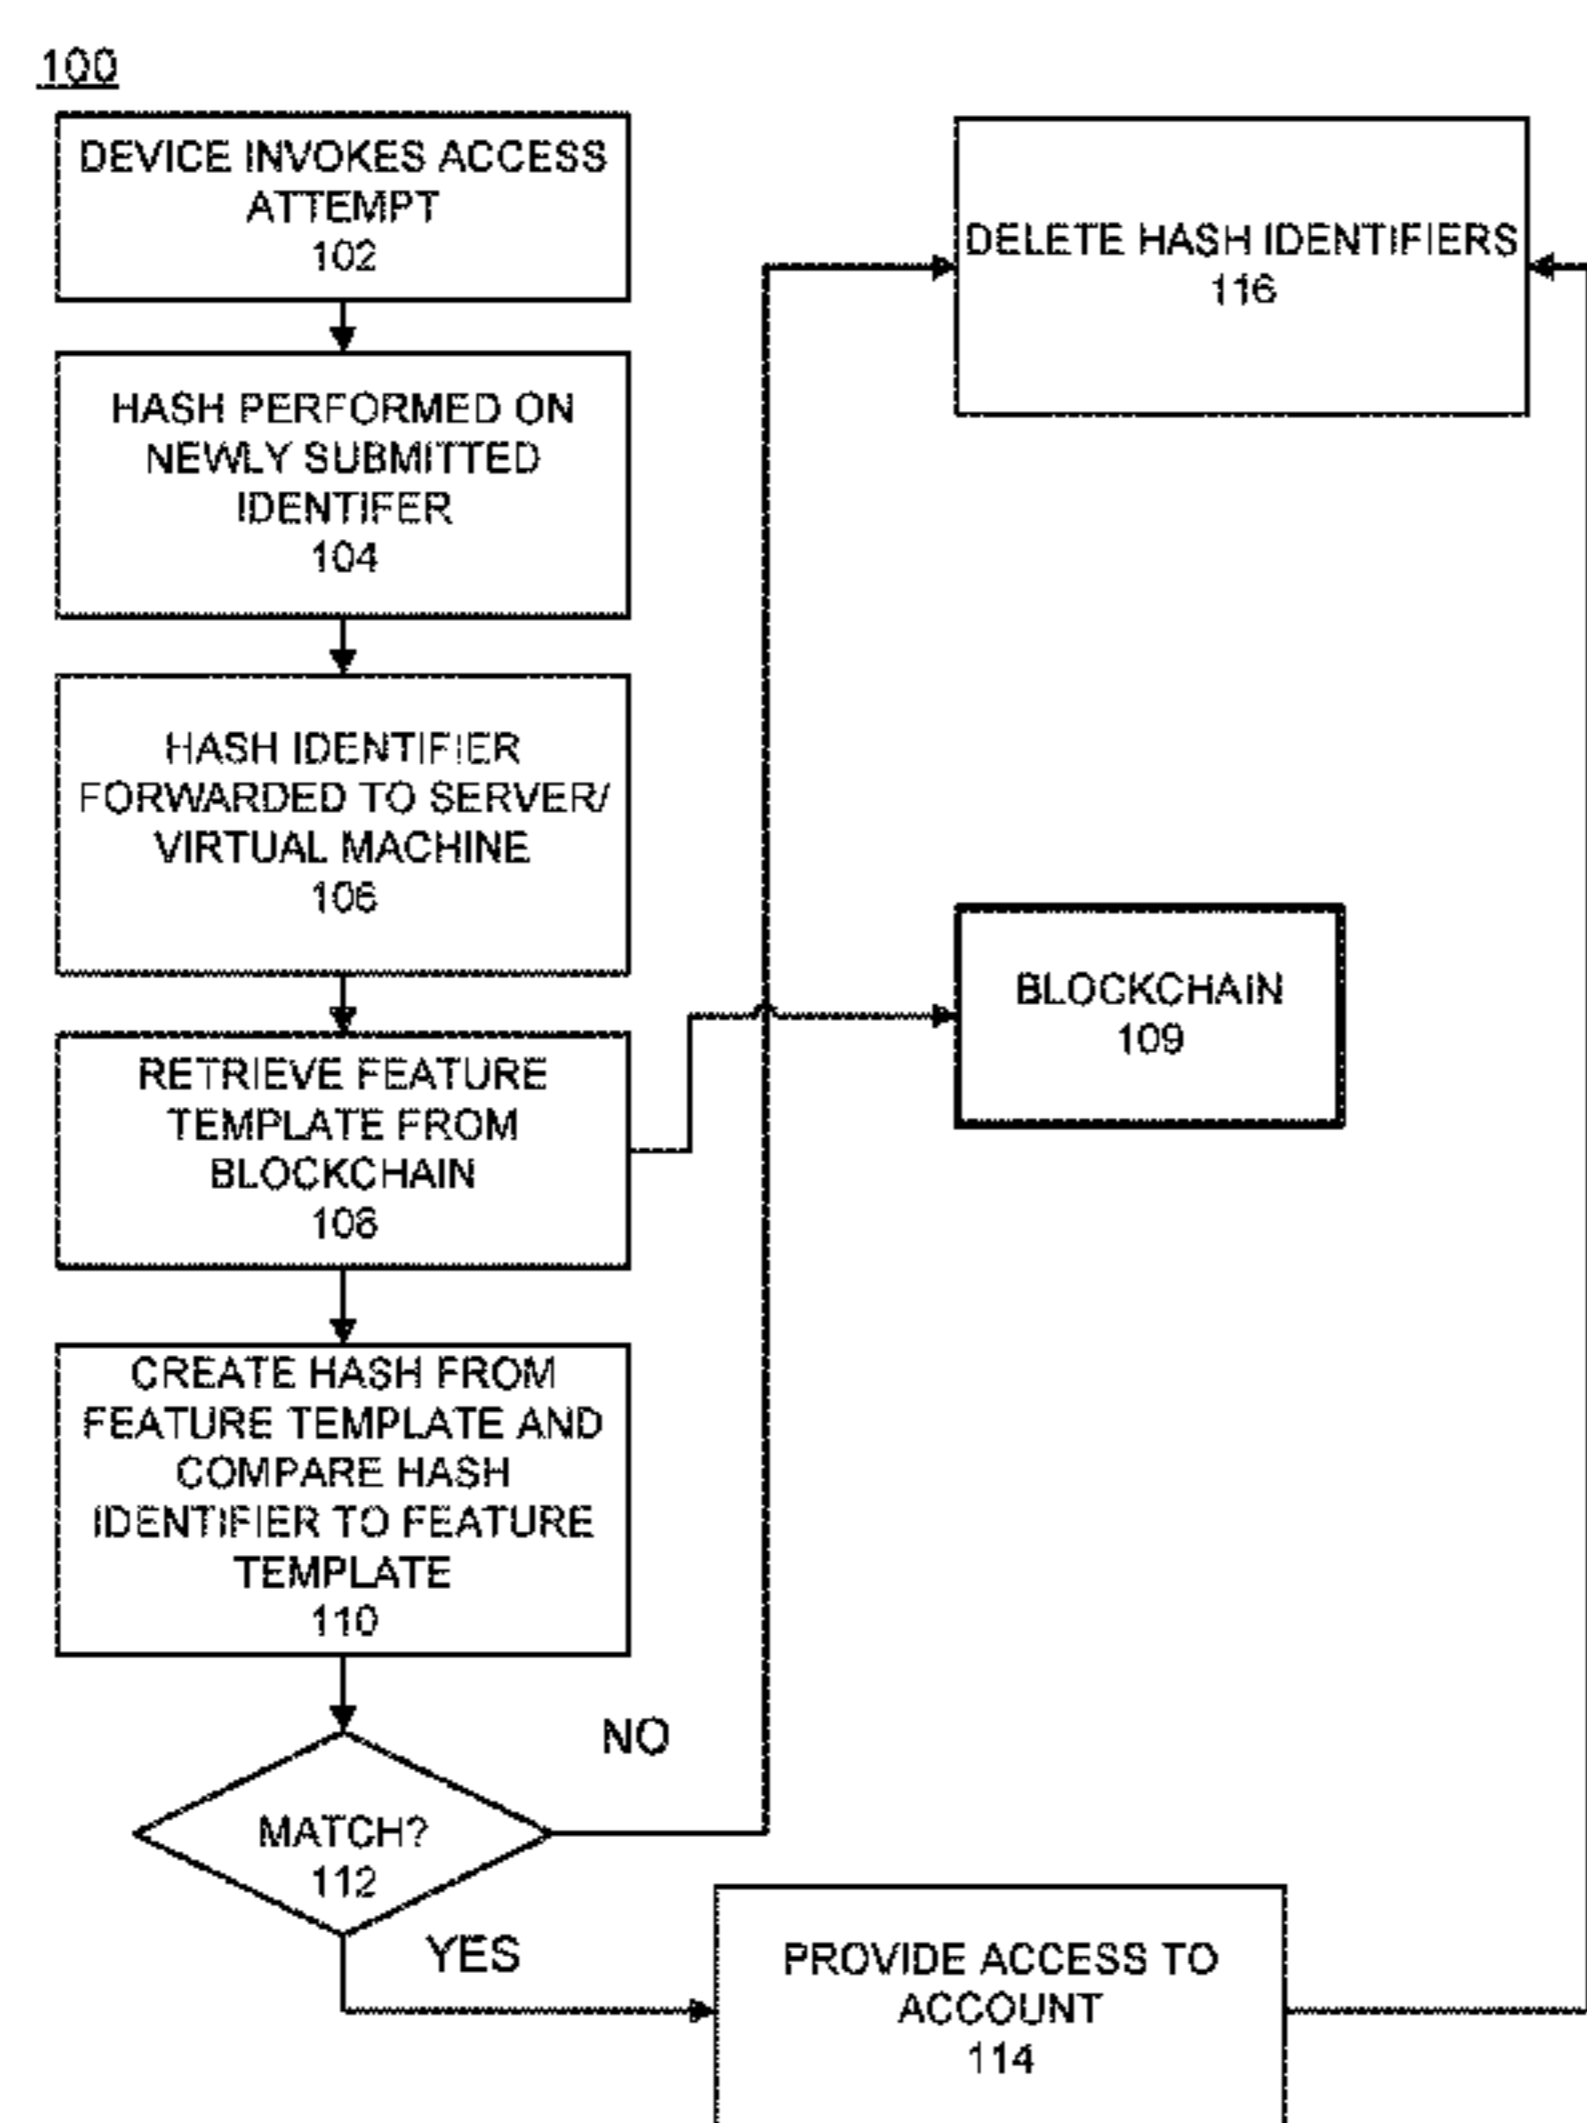 100
DEVICE INVOKES ACCESS
ATTEMPT
102
HASH PERFORMED ON
NEWLY SUBMITTED
IDENTIFER
104
HASH IDENTIFIER
FORWARDED TO SERVER/
VIRTUAL MACHINE
106
RETRIEVE FEATURE
TEMPLATE FROM
BLOCKCHAIN
108
CREATE HASH FROM
FEATURE TEMPLATE AND
COMPARE HASH
IDENTIFIER TO FEATURE
TEMPLATE
110
MATCH?
112
NO
YES
PROVIDE ACCESS TO
ACCOUNT
114
BLOCKCHAIN
109
DELETE HASH IDENTIFIERS
116